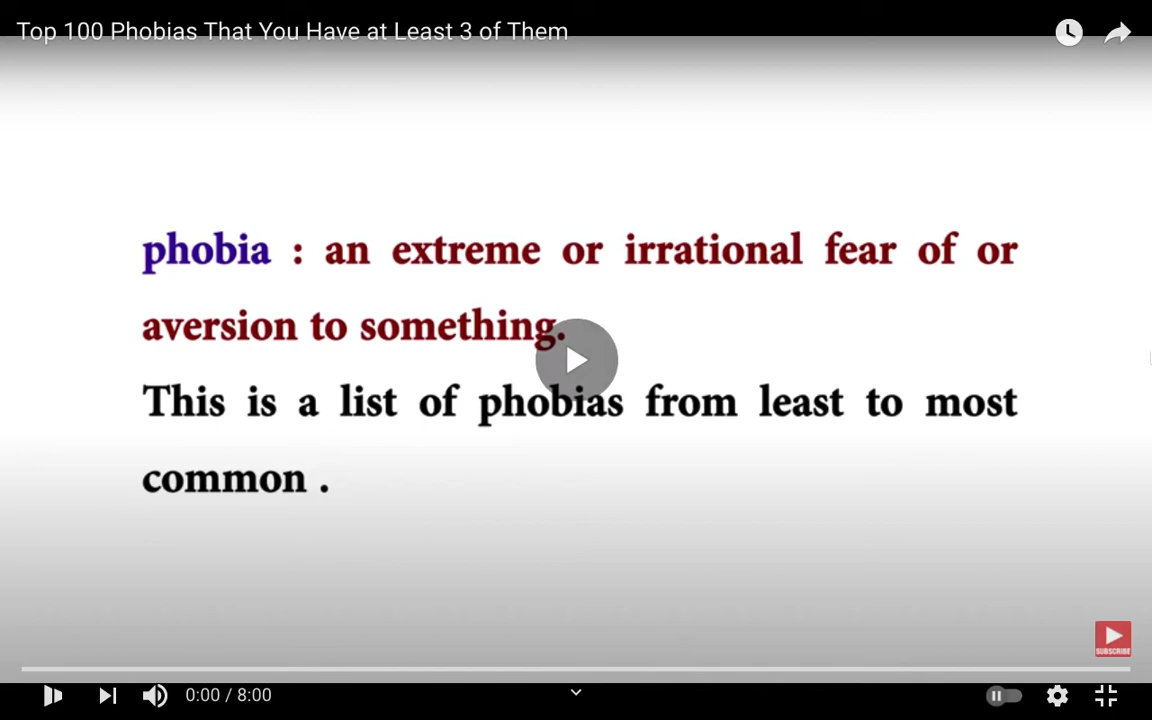 Top 100 Phobias That You Have at Least 3 of Them
phobia : an extreme or irrational fear of or
aversion to something.
This is a list of phobias from least to most
common .
SUBSCRIBE
0:00 / 8:00